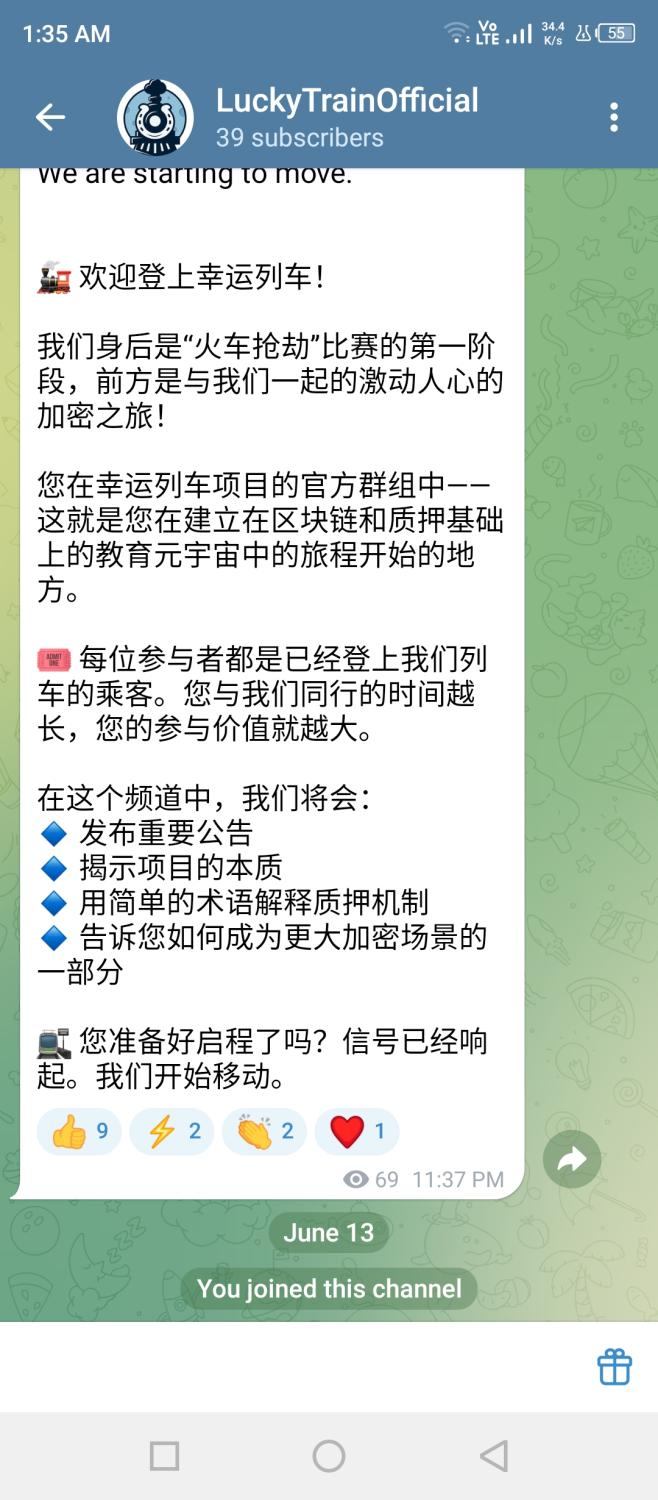 1:35 AM
Vo LTE
34.4 K/s
55
LuckyTrainOfficial
39 subscribers
We are starting to move.
🚂 欢迎登上幸运列车！
我们身后是“火车抢劫”比赛的第一阶
段，前方是与我们一起的激动人心的
加密之旅！
您在幸运列车项目的官方群组中——
这就是您在建立在区块链和质押基础
上的教育元宇宙中的旅程开始的地
方。
🎟 每位参与者都是已经登上我们列
车的乘客。您与我们同行的时间越
长，您的参与价值就越大。
在这个频道中，我们将会：
🔷 发布重要公告
🔷 揭示项目的本质
🔷 用简单的术语解释质押机制
🔷 告诉您如何成为更大加密场景的
一部分
🚉 您准备好启程了吗？信号已经响
起。我们开始移动。
👍 9 ⚡ 2 👏 2 ❤ 1
69 11:37 PM
June 13
You joined this channel